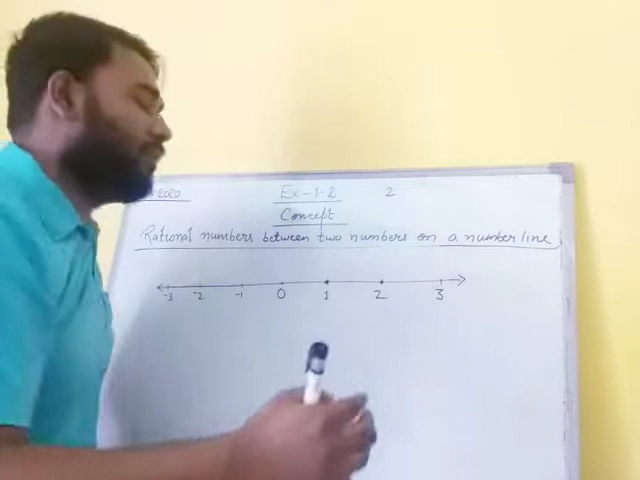 2020
Ex-1.2 2
Concept
Rational numbers between two numbers on a number line
-3 -2 -1 0 1 2 3